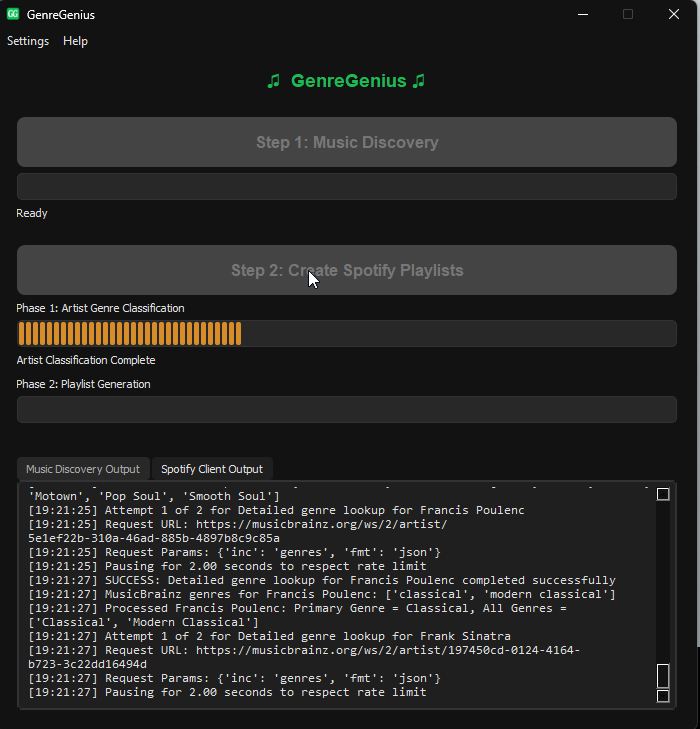 GG GenreGenius
Settings Help
♫ GenreGenius ♫
Step 1: Music Discovery
Ready
Step 2: Create Spotify Playlists
Phase 1: Artist Genre Classification
Artist Classification Complete
Phase 2: Playlist Generation
Music Discovery Output Spotify Client Output
'Motown', 'Pop Soul', 'Smooth Soul']
[19:21:25] Attempt 1 of 2 for Detailed genre lookup for Francis Poulenc
[19:21:25] Request URL: https://musicbrainz.org/ws/2/artist/
5e1ef22b-310a-46ad-885b-4897b8c9c85a
[19:21:25] Request Params: {'inc': 'genres', 'fmt': 'json'}
[19:21:25] Pausing for 2.00 seconds to respect rate limit
[19:21:27] SUCCESS: Detailed genre lookup for Francis Poulenc completed successfully
[19:21:27] MusicBrainz genres for Francis Poulenc: ['classical', 'modern classical']
[19:21:27] Processed Francis Poulenc: Primary Genre = Classical, All Genres =
['Classical', 'Modern Classical']
[19:21:27] Attempt 1 of 2 for Detailed genre lookup for Frank Sinatra
[19:21:27] Request URL: https://musicbrainz.org/ws/2/artist/197450cd-0124-4164-
b723-3c22dd16494d
[19:21:27] Request Params: {'inc': 'genres', 'fmt': 'json'}
[19:21:27] Pausing for 2.00 seconds to respect rate limit